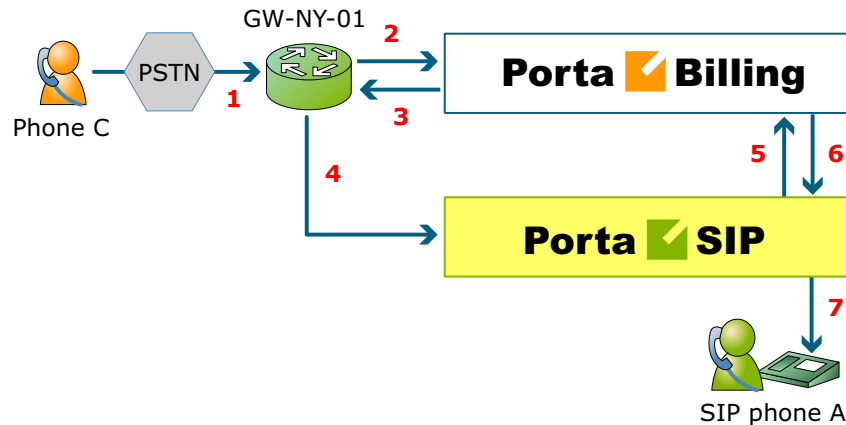 GW-NY-01
PSTN
Phone C
1
2
3
Porta Billing
4
5
6
Porta SIP
7
SIP phone A